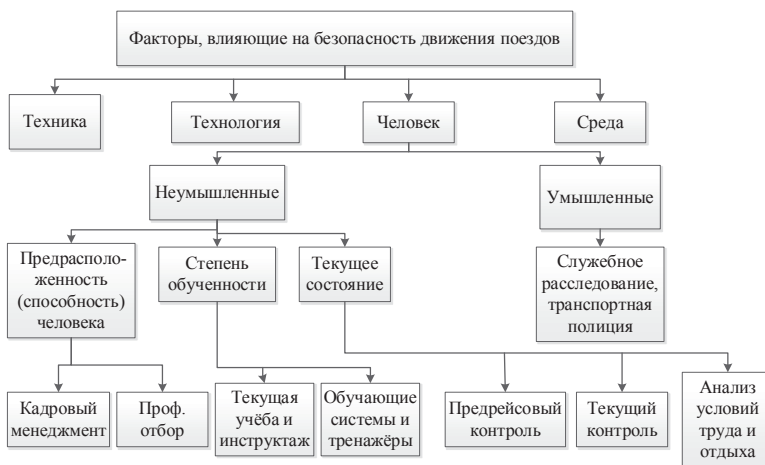 Факторы, влияющие на безопасность движения поездов
Техника
Технология
Человек
Среда
Неумышленные
Умышленные
Предрасполо-
женность
(способность)
человека
Степень
обученности
Текущее
состояние
Служебное
расследование,
транспортная
полиция
Кадровый
менеджмент
Проф.
отбор
Текущая
учёба и
инструктаж
Обучающие
системы и
тренажёры
Предрейсовый
контроль
Текущий
контроль
Анализ
условий
труда и
отдыха